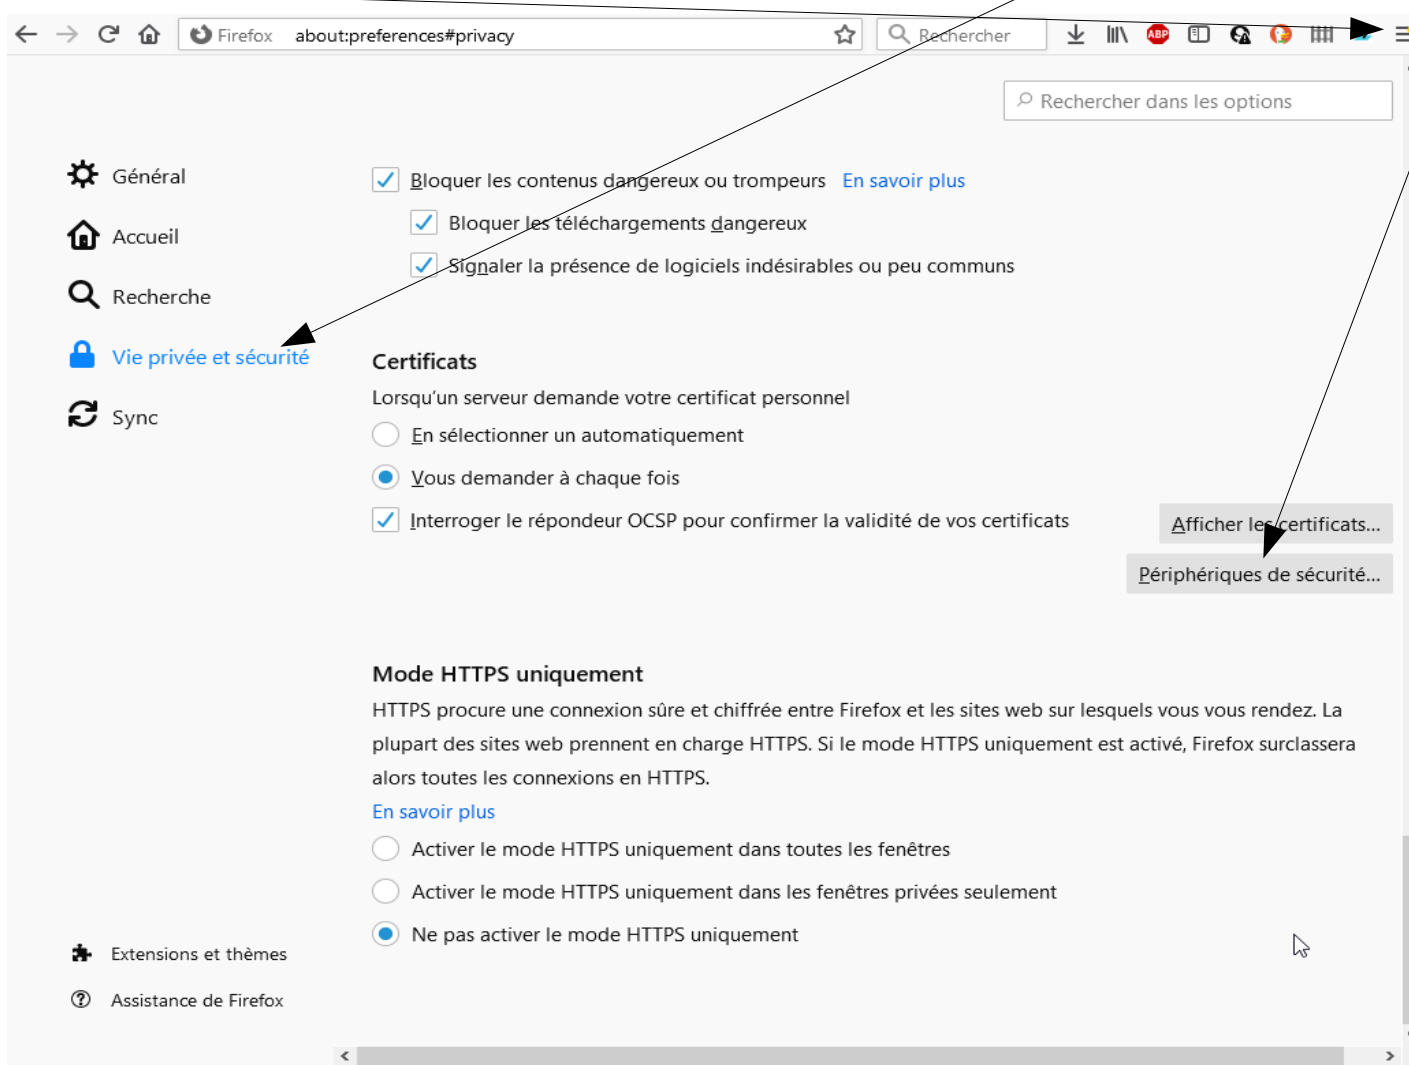 Firefox about:preferences#privacy Rechercher ABP
Rechercher dans les options
Général
Accueil
Recherche
Vie privée et sécurité
Sync
Extensions et thèmes
Assistance de Firefox
Bloquer les contenus dangereux ou trompeurs En savoir plus
Bloquer les téléchargements dangereux
Signaler la présence de logiciels indésirables ou peu communs
Certificats
Lorsqu'un serveur demande votre certificat personnel
En sélectionner un automatiquement
Vous demander à chaque fois
Interroger le répondeur OCSP pour confirmer la validité de vos certificats
Afficher les certificats...
Périphériques de sécurité...
Mode HTTPS uniquement
HTTPS procure une connexion sûre et chiffrée entre Firefox et les sites web sur lesquels vous vous rendez. La
plupart des sites web prennent en charge HTTPS. Si le mode HTTPS uniquement est activé, Firefox surclassera
alors toutes les connexions en HTTPS.
En savoir plus
Activer le mode HTTPS uniquement dans toutes les fenêtres
Activer le mode HTTPS uniquement dans les fenêtres privées seulement
Ne pas activer le mode HTTPS uniquement